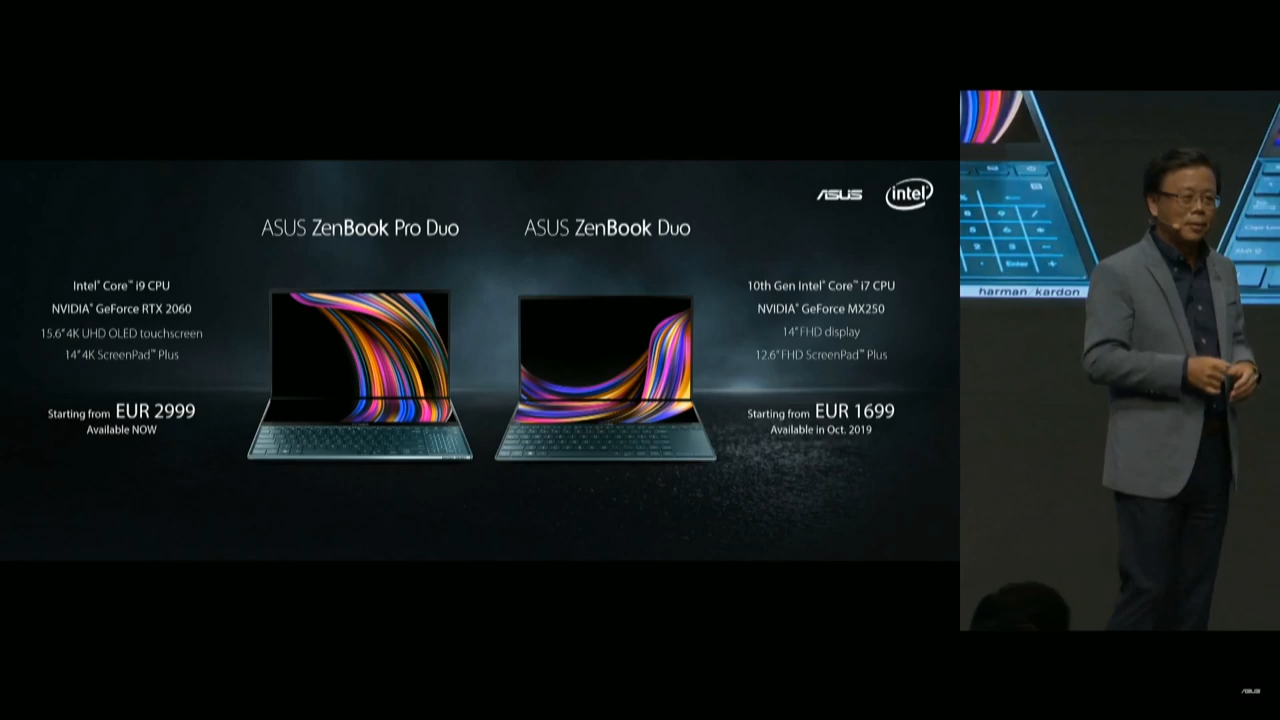 ASUS
intel
ASUS ZenBook Pro Duo
ASUS ZenBook Duo
Intel® Core™ i9 CPU
NVIDIA® GeForce RTX 2060
15.6" 4K UHD OLED touchscreen
14" 4K ScreenPad™ Plus
Starting from EUR 2999
Available NOW
10th Gen Intel® Core™ i7 CPU
NVIDIA® GeForce MX250
14" FHD display
12.6" FHD ScreenPad™ Plus
Starting from EUR 1699
Available in Oct. 2019
Enter
harman/kardon
ASUS